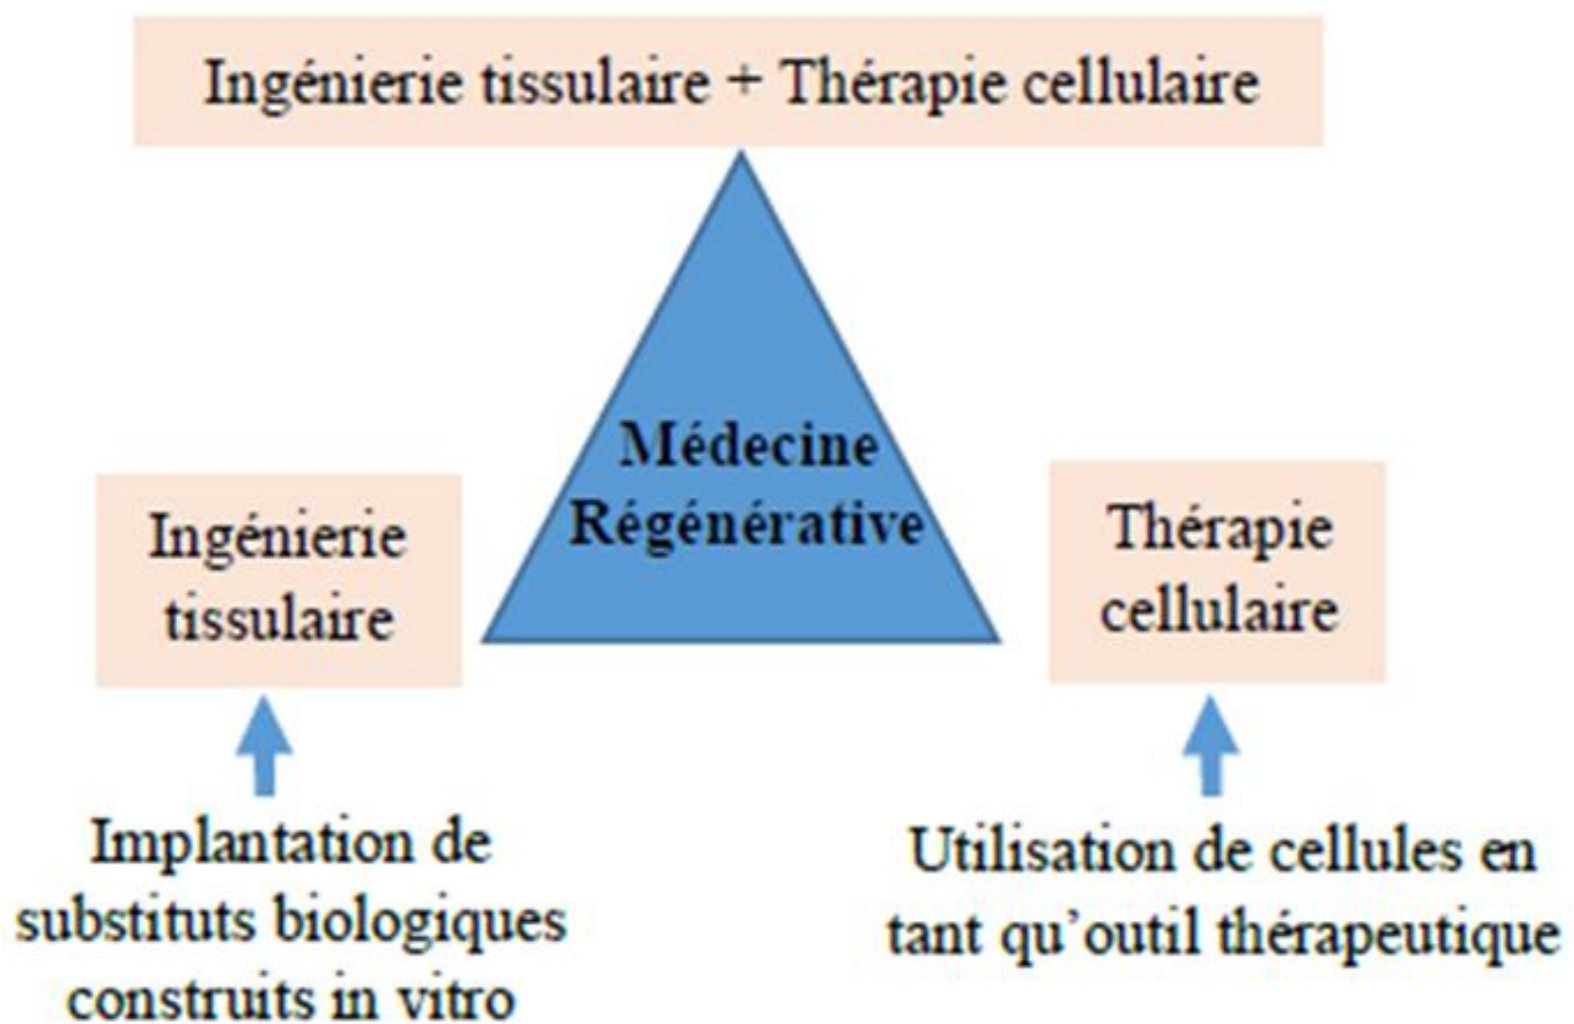 Ingénierie tissulaire + Thérapie cellulaire
Médecine
Régénérative
Ingénierie
tissulaire
Thérapie
cellulaire
Implantation de
substituts biologiques
construits in vitro
Utilisation de cellules en
tant qu’outil thérapeutique